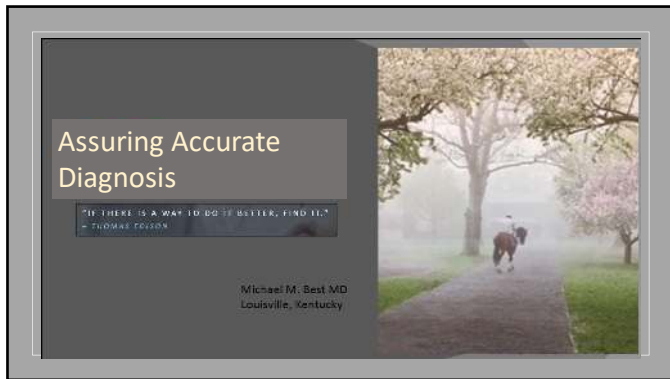 Assuring Accurate
Diagnosis
"IF THERE IS A WAY TO DO IT BETTER, FIND IT."
– THOMAS EDISON
Michael M. Best MD
Louisville, Kentucky